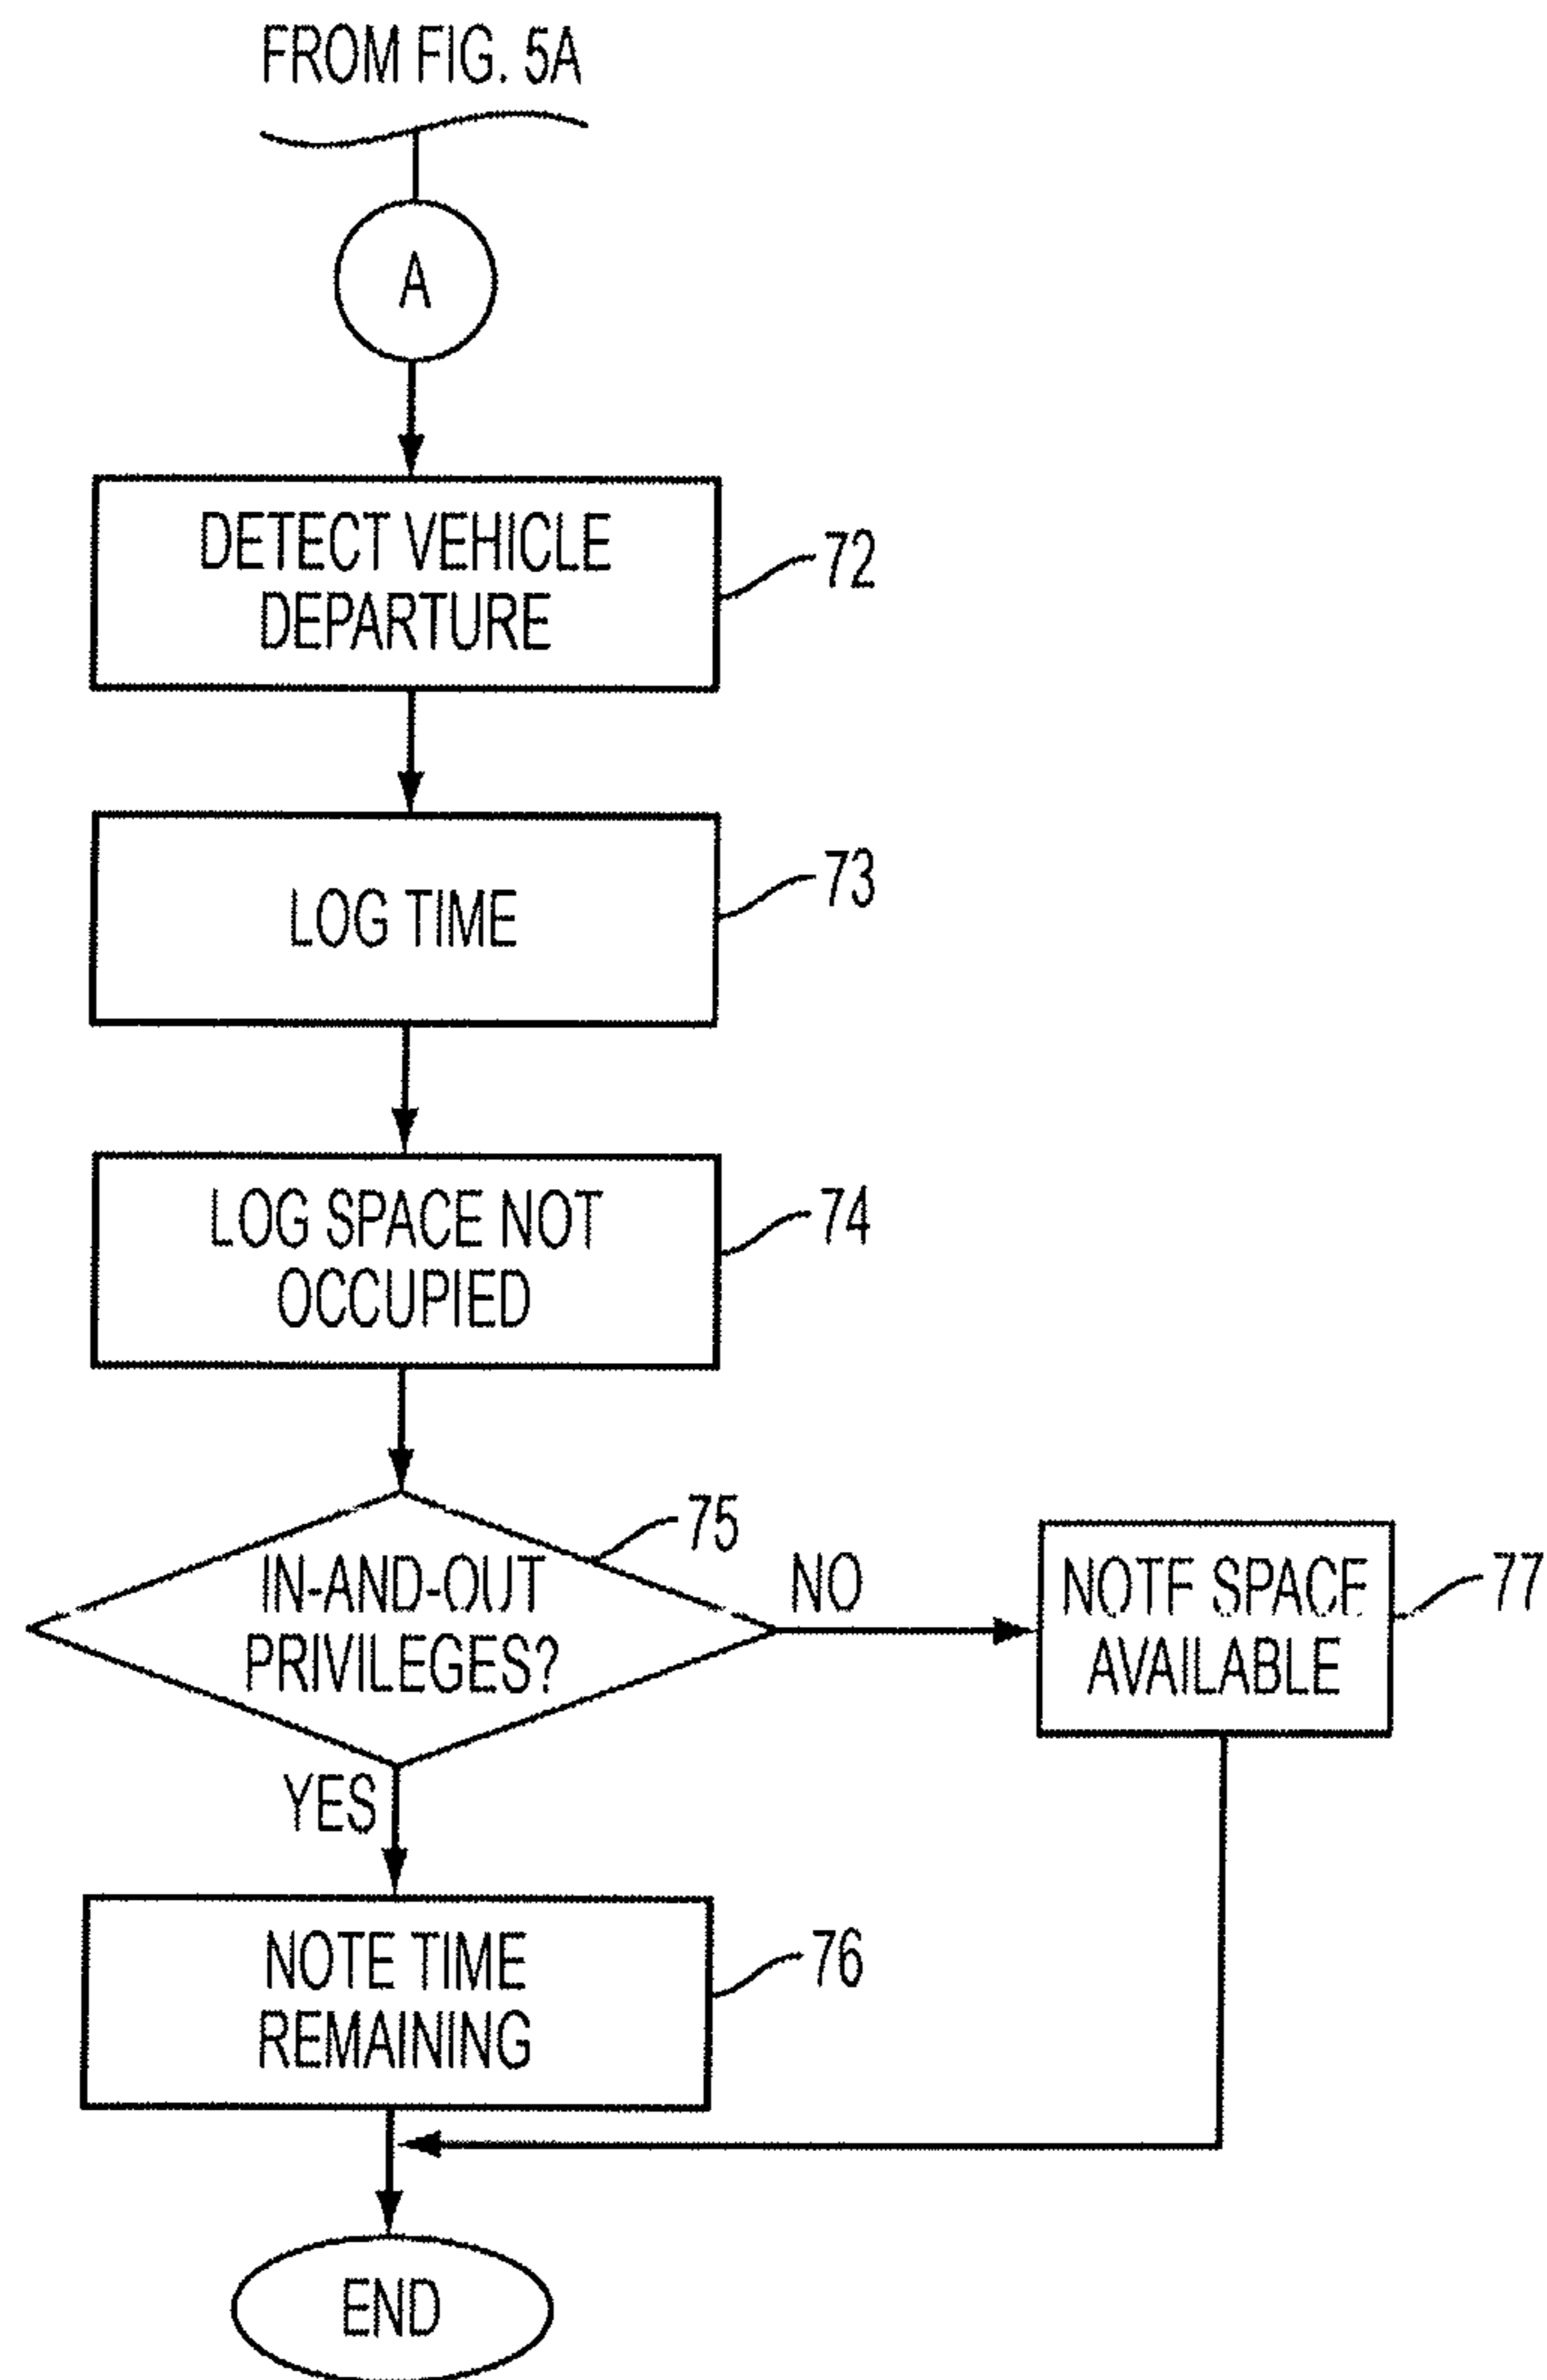 FROM FIG. 5A
A
DETECT VEHICLE
DEPARTURE
72
LOG TIME
73
LOG SPACE NOT
OCCUPIED
74
IN-AND-OUT
PRIVILEGES?
75
NO
NOTE SPACE
AVAILABLE
77
YES
NOTE TIME
REMAINING
76
END